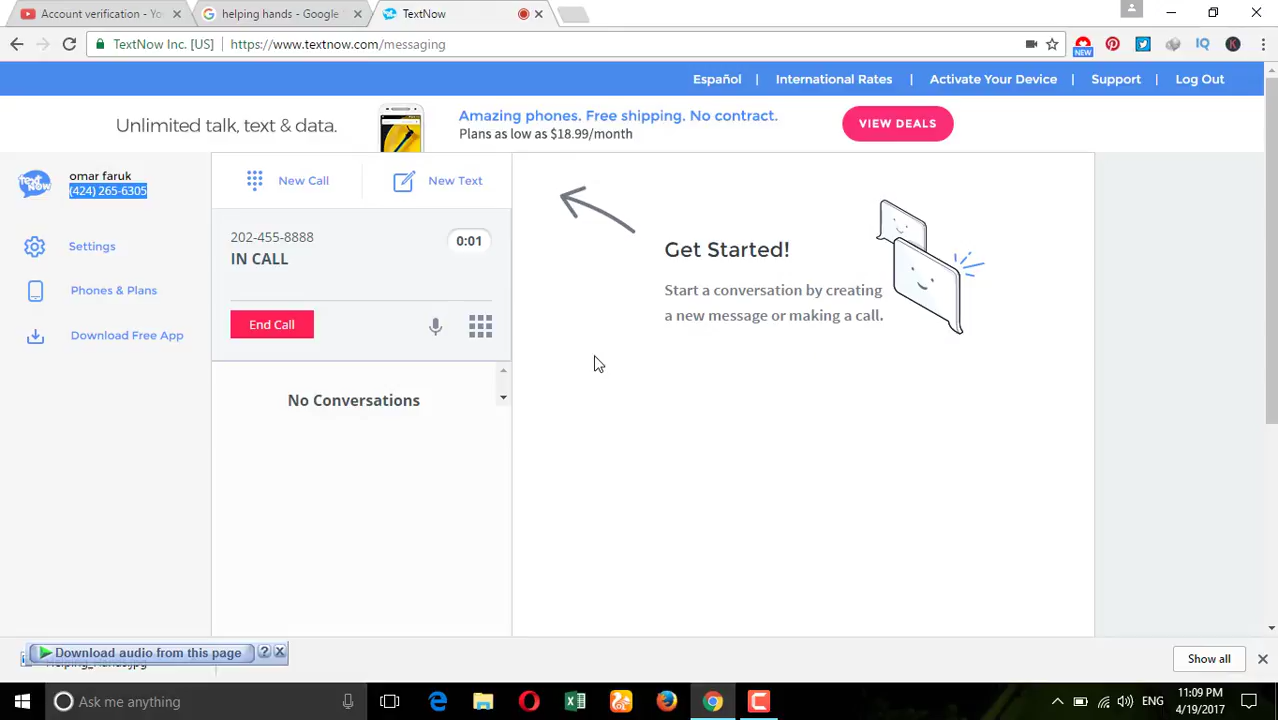 Account verification - Yo
helping hands - Google
TextNow
TextNow Inc. [US]
https://www.textnow.com/messaging
NEW
IQ
K
Español | International Rates | Activate Your Device | Support | Log Out
Unlimited talk, text & data.
Amazing phones. Free shipping. No contract.
Plans as low as $18.99/month
VIEW DEALS
omar faruk
(424) 265-6305
Settings
Phones & Plans
Download Free App
New Call
New Text
202-455-8888
0:01
IN CALL
End Call
No Conversations
Get Started!
Start a conversation by creating
a new message or making a call.
Download audio from this page
?
Show all
Ask me anything
ENG
11:09 PM
4/19/2017